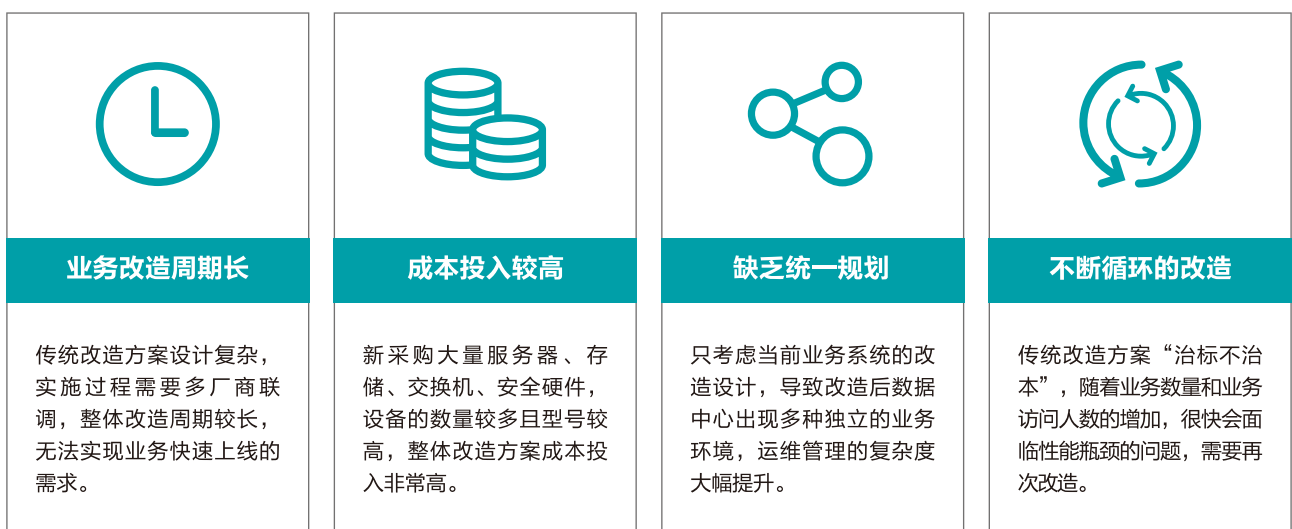 业务改造周期长
传统改造方案设计复杂，
实施过程需要多厂商联
调，整体改造周期较长，
无法实现业务快速上线的
需求。
成本投入较高
新采购大量服务器、存
储、交换机、安全硬件，
设备的数量较多且型号较
高，整体改造方案成本投
入非常高。
缺乏统一规划
只考虑当前业务系统的改
造设计，导致改造后数据
中心出现多种独立的业务
环境，运维管理的复杂度
大幅提升。
不断循环的改造
传统改造方案“治标不治
本”，随着业务数量和业务
访问人数的增加，很快会面
临性能瓶颈的问题，需要再
次改造。